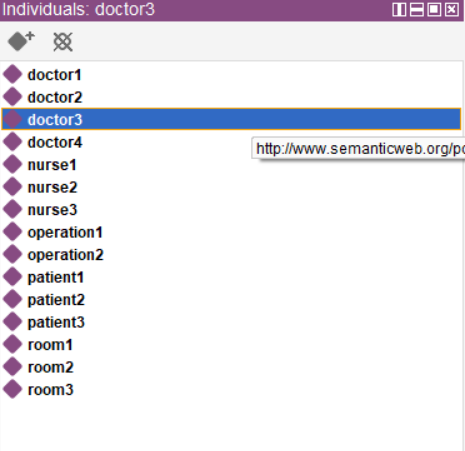 Individuals: doctor3
doctor1
doctor2
doctor3
doctor4
http://www.semanticweb.org/po
nurse1
nurse2
nurse3
operation1
operation2
patient1
patient2
patient3
room1
room2
room3